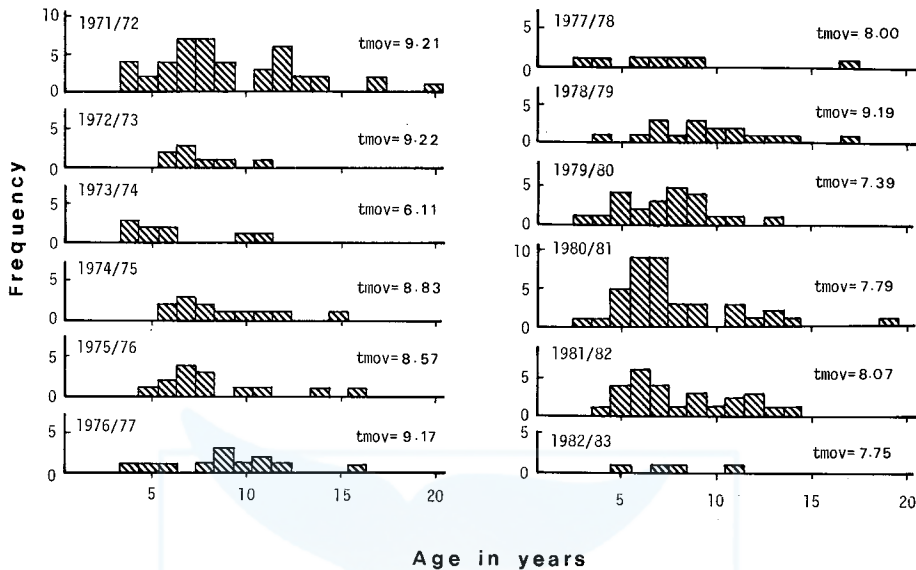 Frequency
10
5
0
1971/72
tmov= 9.21
5
0
1972/73
tmov= 9.22
5
0
1973/74
tmov= 6.11
5
0
1974/75
tmov= 8.83
5
0
1975/76
tmov= 8.57
5
0
1976/77
tmov= 9.17
5 10 15 20
5
0
1977/78
tmov= 8.00
5
0
1978/79
tmov= 9.19
5
0
1979/80
tmov= 7.39
10
5
0
1980/81
tmov= 7.79
5
0
1981/82
tmov= 8.07
5
0
1982/83
tmov= 7.75
5 10 15 20
Age in years